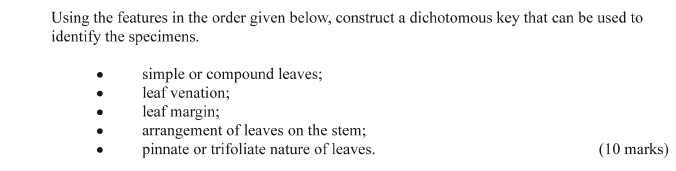 Using the features in the order given below, construct a dichotomous key that can be used to
identify the specimens.
• simple or compound leaves;
• leaf venation;
• leaf margin;
• arrangement of leaves on the stem;
• pinnate or trifoliate nature of leaves. (10 marks)